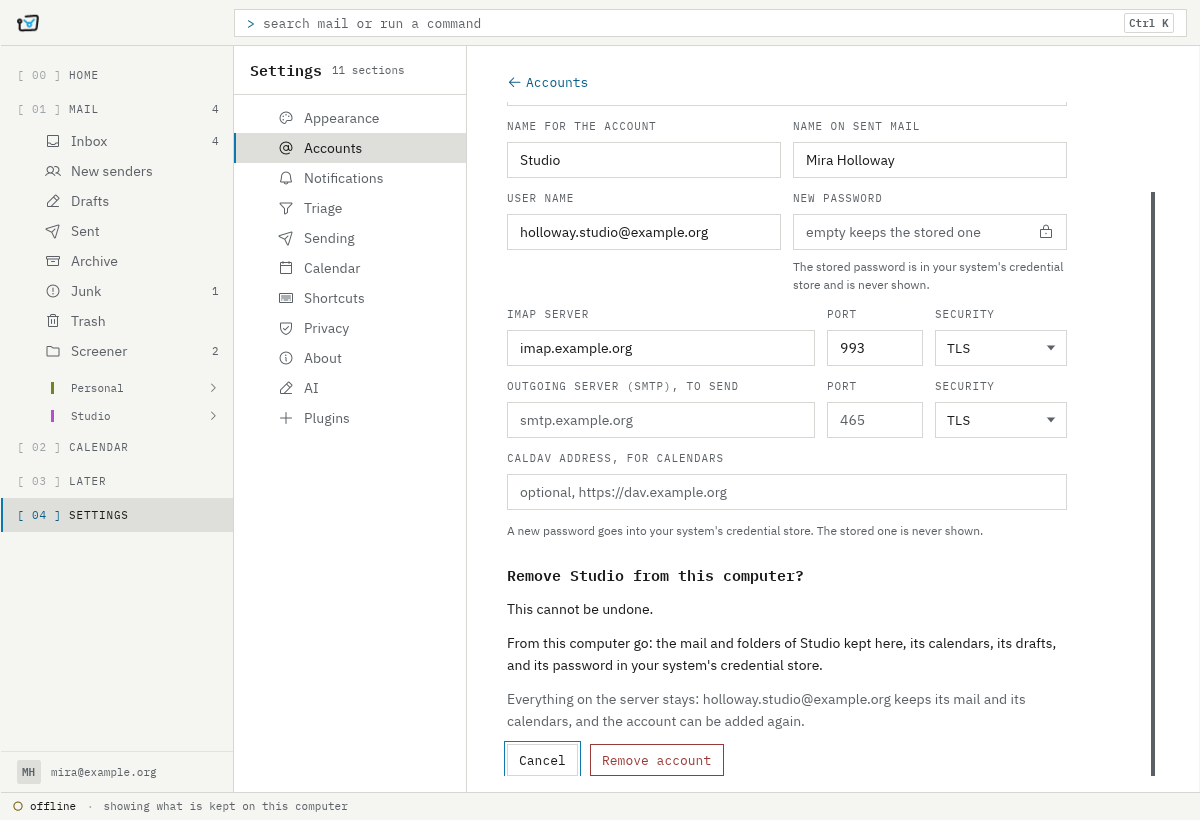 > search mail or run a command
Ctrl K
[ 00 ] HOME
[ 01 ] MAIL 4
Inbox 4
New senders
Drafts
Sent
Archive
Junk 1
Trash
Screener 2
Personal
Studio
[ 02 ] CALENDAR
[ 03 ] LATER
[ 04 ] SETTINGS
MH mira@example.org
Settings 11 sections
Appearance
Accounts
Notifications
Triage
Sending
Calendar
Shortcuts
Privacy
About
AI
Plugins
← Accounts
NAME FOR THE ACCOUNT
NAME ON SENT MAIL
Studio
Mira Holloway
USER NAME
NEW PASSWORD
holloway.studio@example.org
empty keeps the stored one
The stored password is in your system's credential
store and is never shown.
IMAP SERVER
PORT
SECURITY
imap.example.org
993
TLS
OUTGOING SERVER (SMTP), TO SEND
PORT
SECURITY
smtp.example.org
465
TLS
CALDAV ADDRESS, FOR CALENDARS
optional, https://dav.example.org
A new password goes into your system's credential store. The stored one is never shown.
Remove Studio from this computer?
This cannot be undone.
From this computer go: the mail and folders of Studio kept here, its calendars, its drafts,
and its password in your system's credential store.
Everything on the server stays: holloway.studio@example.org keeps its mail and its
calendars, and the account can be added again.
Cancel
Remove account
offline · showing what is kept on this computer